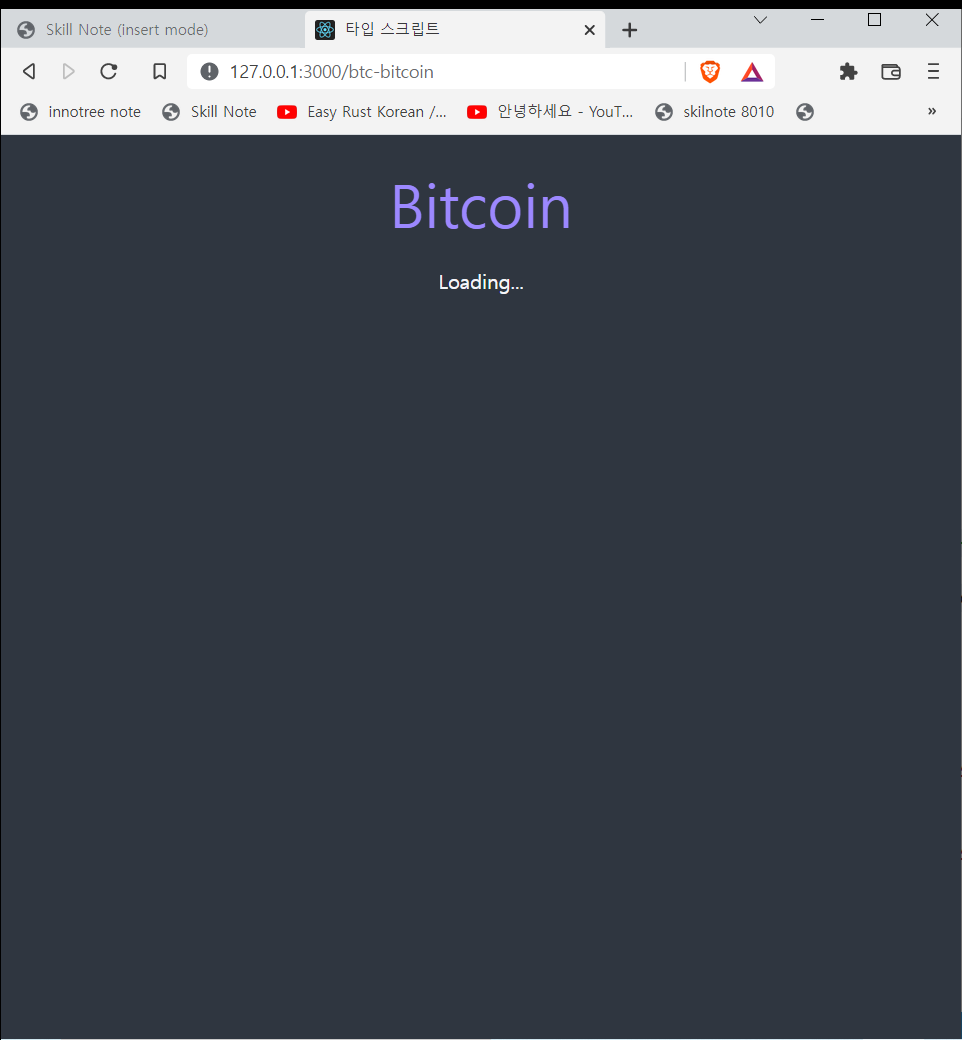 Skill Note (insert mode)
타입 스크립트
127.0.0.1:3000/btc-bitcoin
innotree note
Skill Note
Easy Rust Korean /...
안녕하세요 - YouT...
skilnote 8010
»
Bitcoin
Loading...